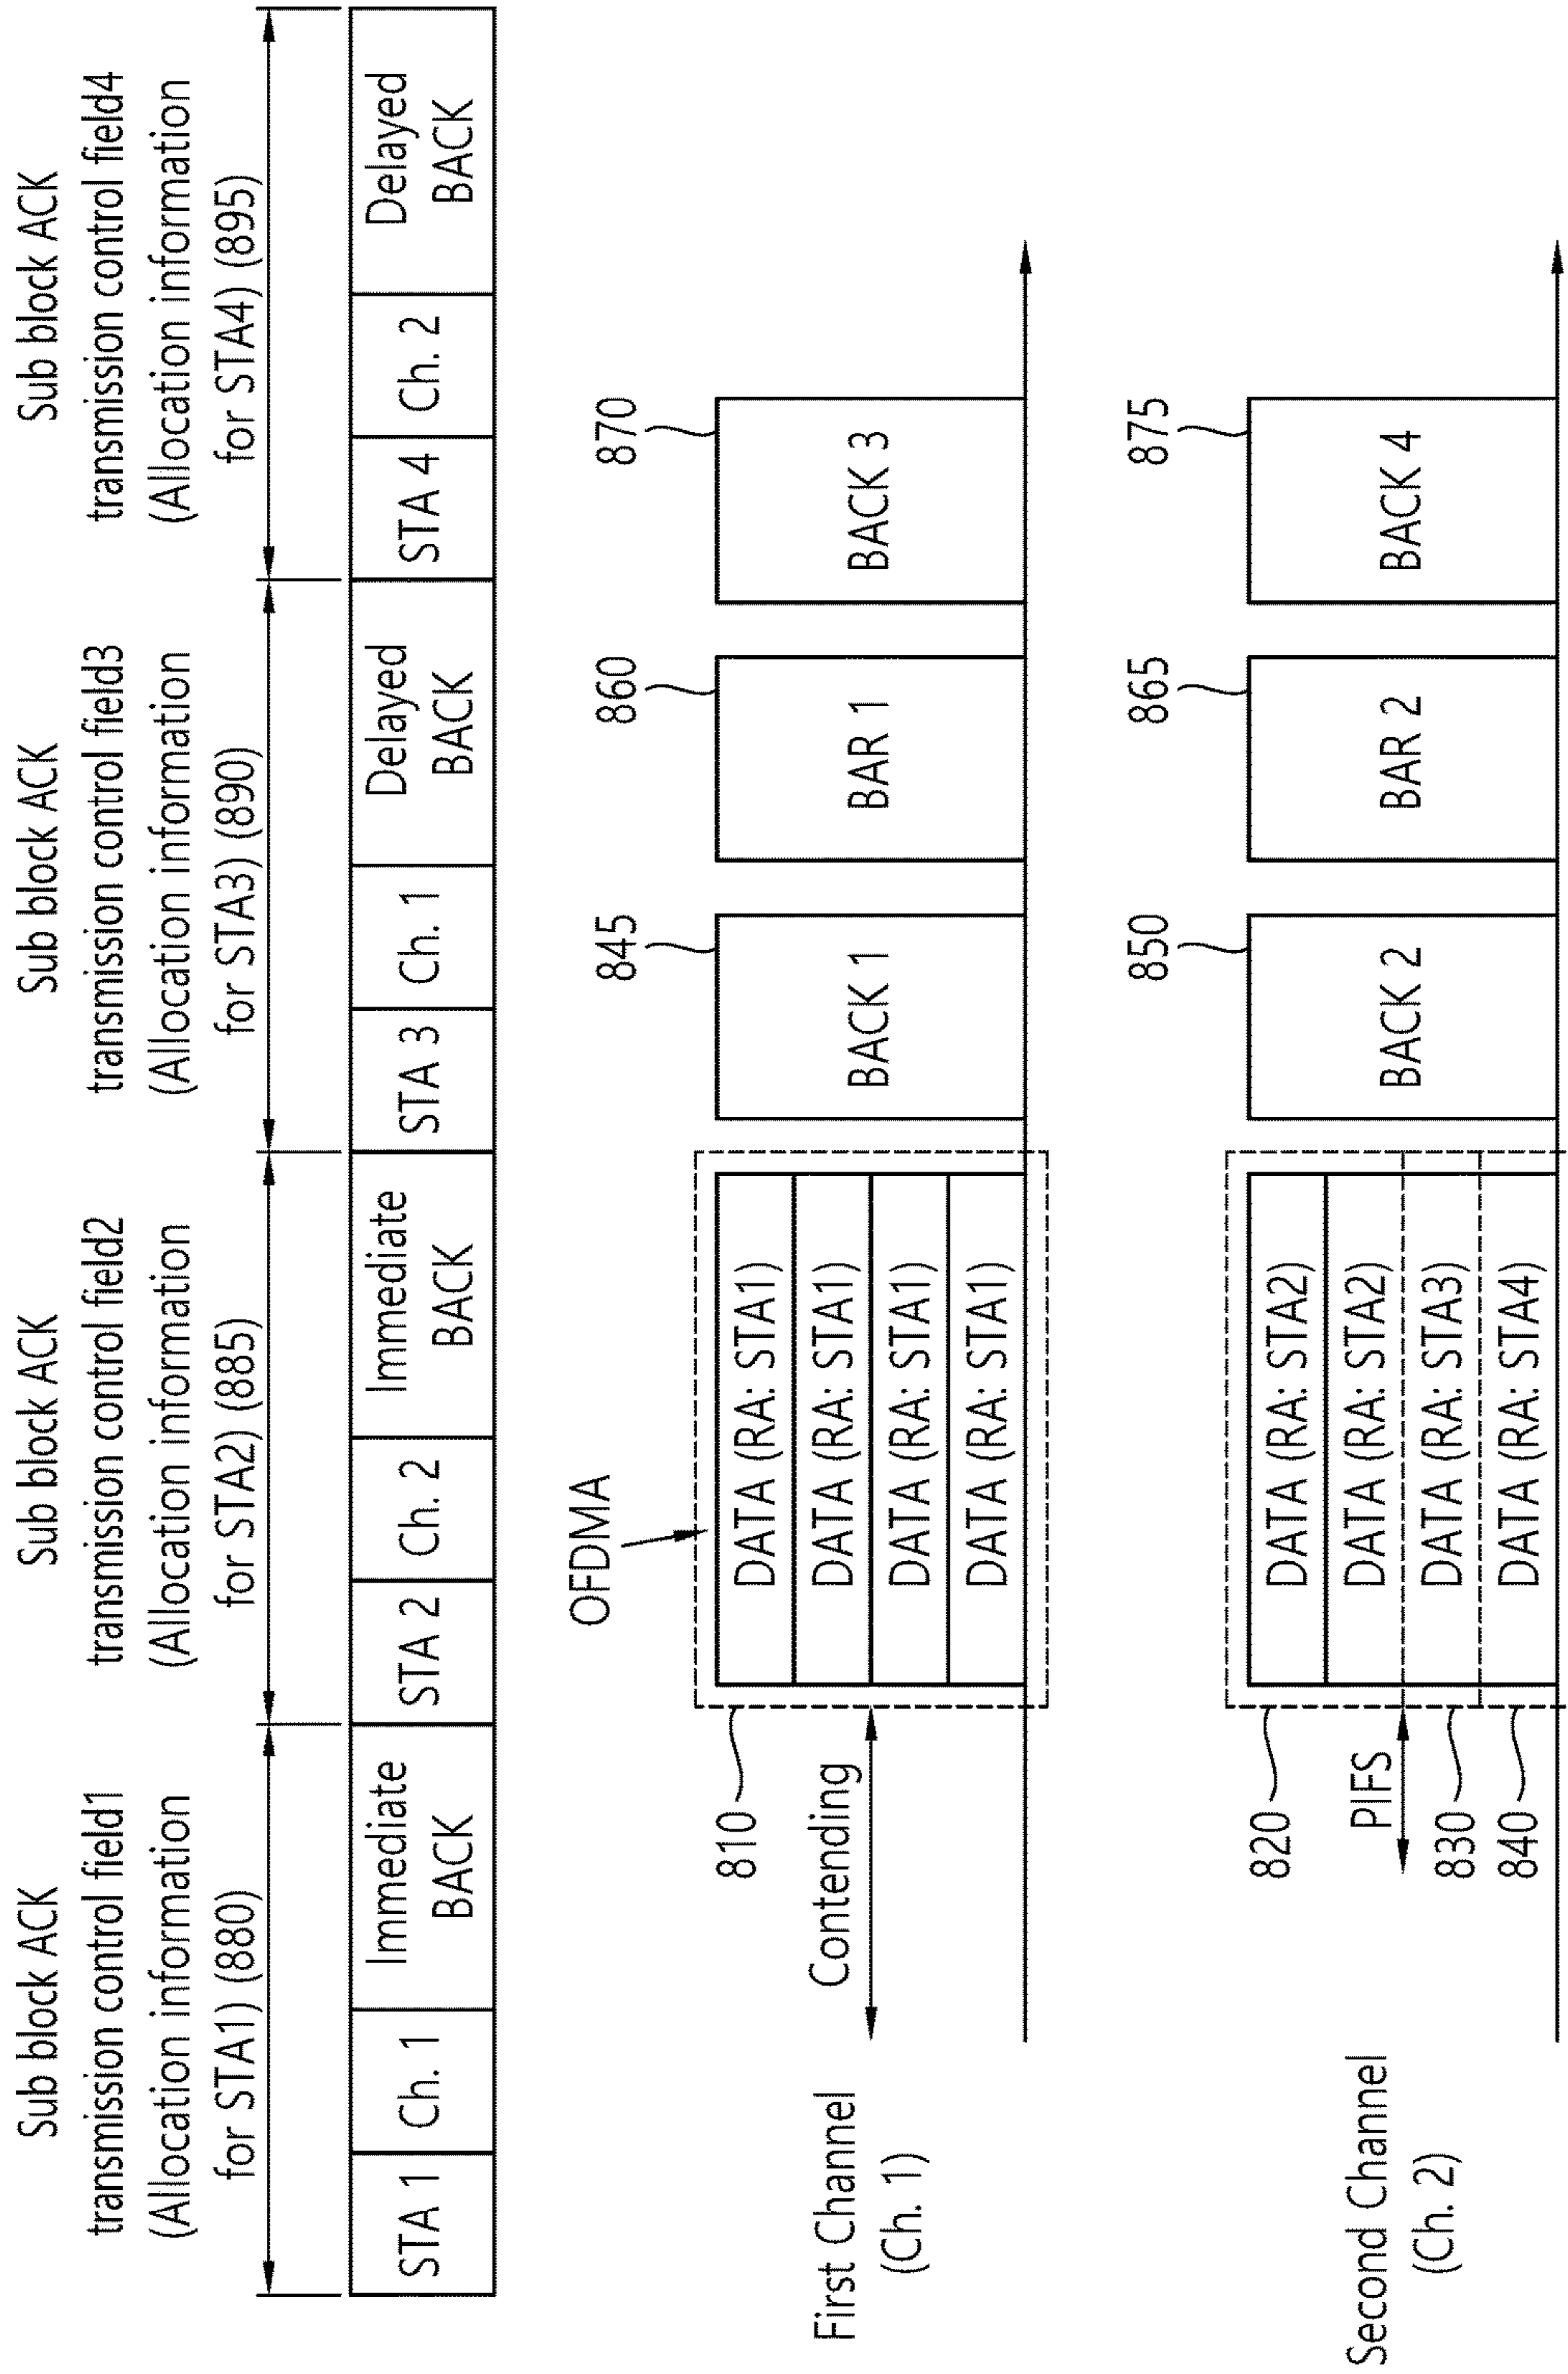 Sub block ACK
transmission control field1
(Allocation information
for STA1) (880)
Sub block ACK
transmission control field2
(Allocation information
for STA2) (885)
Sub block ACK
transmission control field3
(Allocation information
for STA3) (890)
Sub block ACK
transmission control field4
(Allocation information
for STA4) (895)
STA 1
Ch. 1
Immediate
BACK
STA 2
Ch. 2
Immediate
BACK
STA 3
Ch. 1
Delayed
BACK
STA 4
Ch. 2
Delayed
BACK
First Channel
(Ch. 1)
Contending
810
OFDMA
DATA (RA: STA1)
DATA (RA: STA1)
DATA (RA: STA1)
DATA (RA: STA1)
845
BACK 1
860
BAR 1
870
BACK 3
Second Channel
(Ch. 2)
820
PIFS
830
840
DATA (RA: STA2)
DATA (RA: STA2)
DATA (RA: STA3)
DATA (RA: STA4)
850
BACK 2
865
BAR 2
875
BACK 4